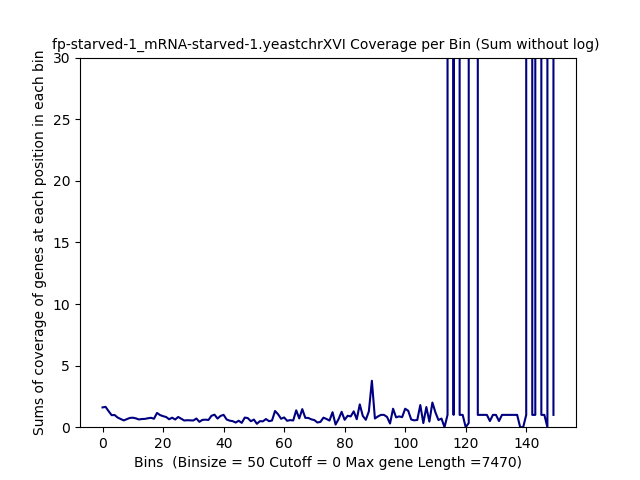 fp-starved-1_mRNA-starved-1.yeastchrXVI Coverage per Bin (Sum without log)
Sums of coverage of genes at each position in each bin
30
25
20
15
10
5
0
0 20 40 60 80 100 120 140
Bins  (Binsize = 50 Cutoff = 0 Max gene Length =7470)